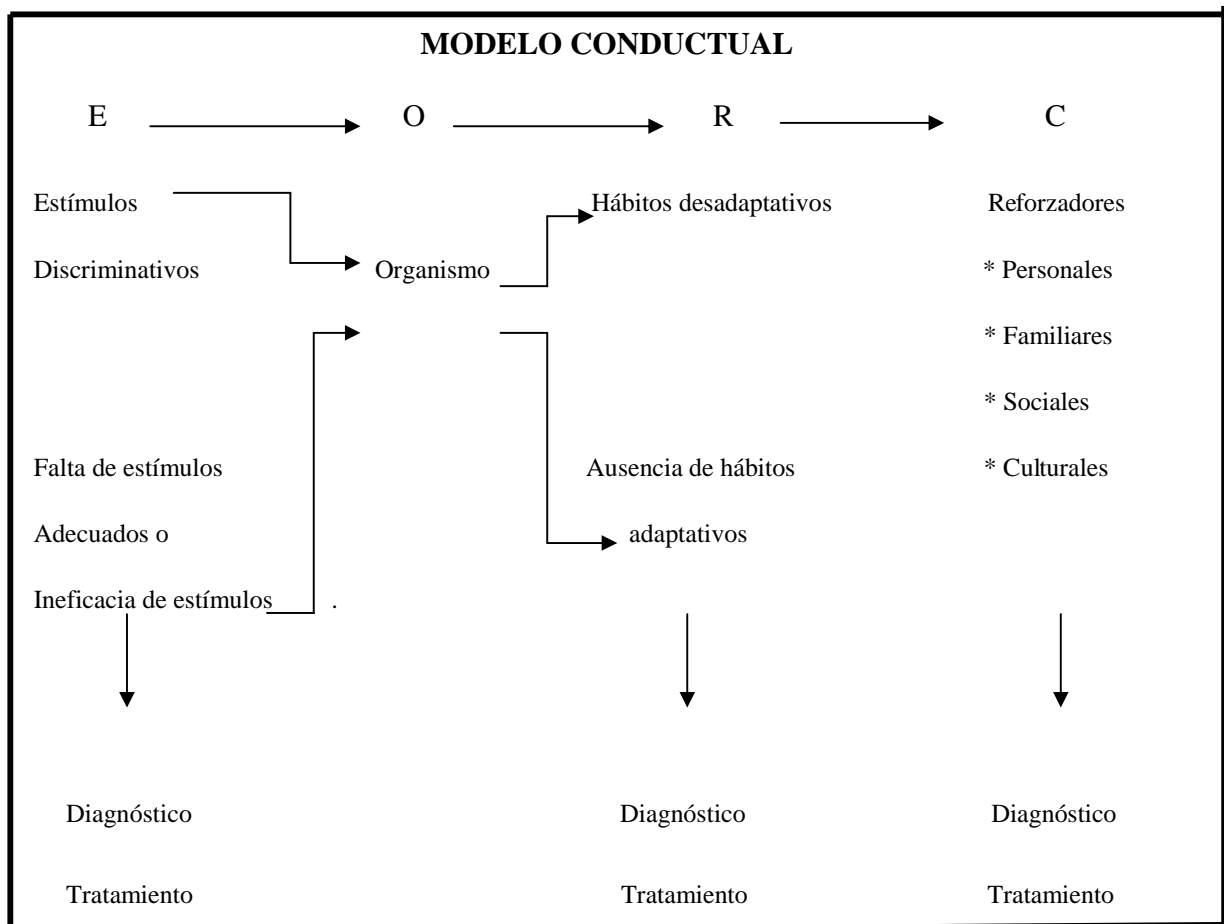 MODELO CONDUCTUAL
E O R C
Estímulos Hábitos desadaptativos Reforzadores
Discriminativos Organismo * Personales
* Familiares
* Sociales
Falta de estímulos Ausencia de hábitos * Culturales
Adecuados o adaptativos
Ineficacia de estímulos .
Diagnóstico Diagnóstico Diagnóstico
Tratamiento Tratamiento Tratamiento